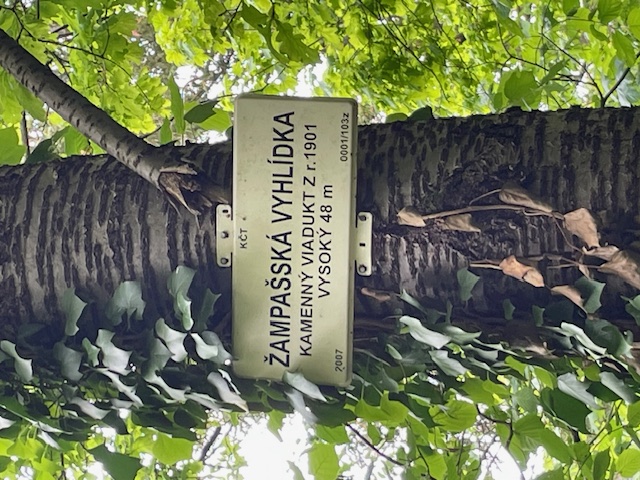 KČT
ŽAMPAŠSKÁ VYHLÍDKA
KAMENNÝ VIADUKT Z r.1901
VYSOKÝ 48 m
2007 0001/103z